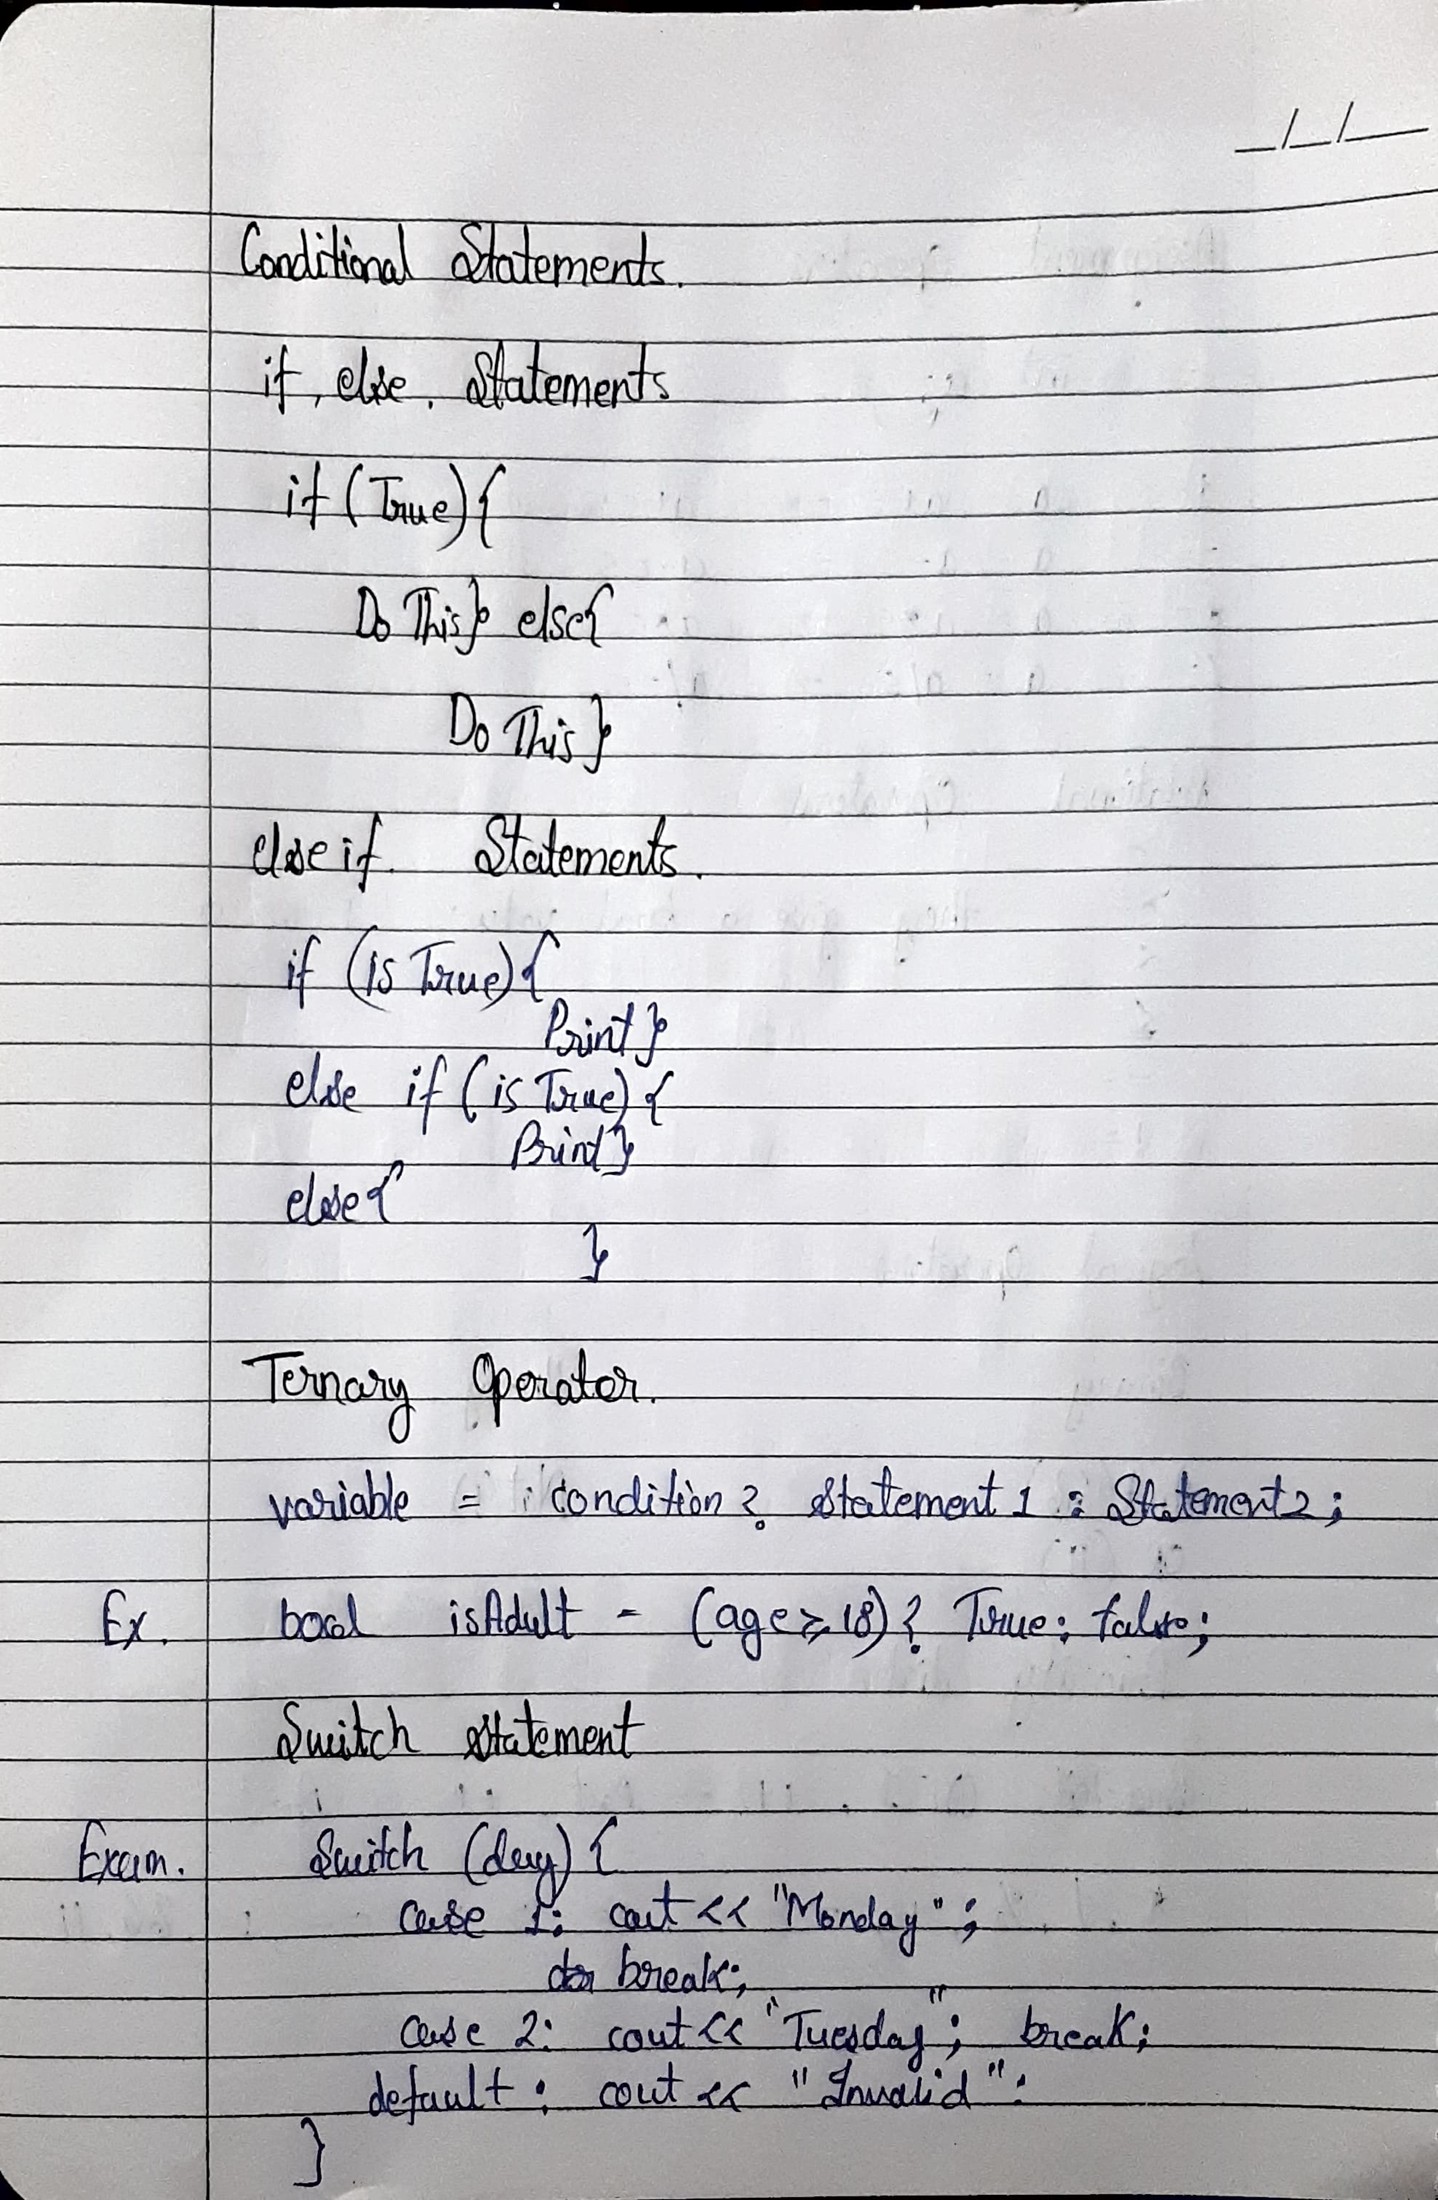 _/_/__
Conditional Statements.
if, else, Statements
if (True){
Do This} else{
Do This}
else if Statements.
if (is True){
Print}
else if (is True){
Print}
else{
}
Ternary Operator.
variable = condition ? Statement 1 : Statement 2;
Ex. bool isAdult = (age ≥ 18) ? True : false;
Switch statement
Exam. Switch (day) {
case 1: cout << "Monday";
break;
case 2: cout << "Tuesday"; break;
default: cout << "Invalid":
}